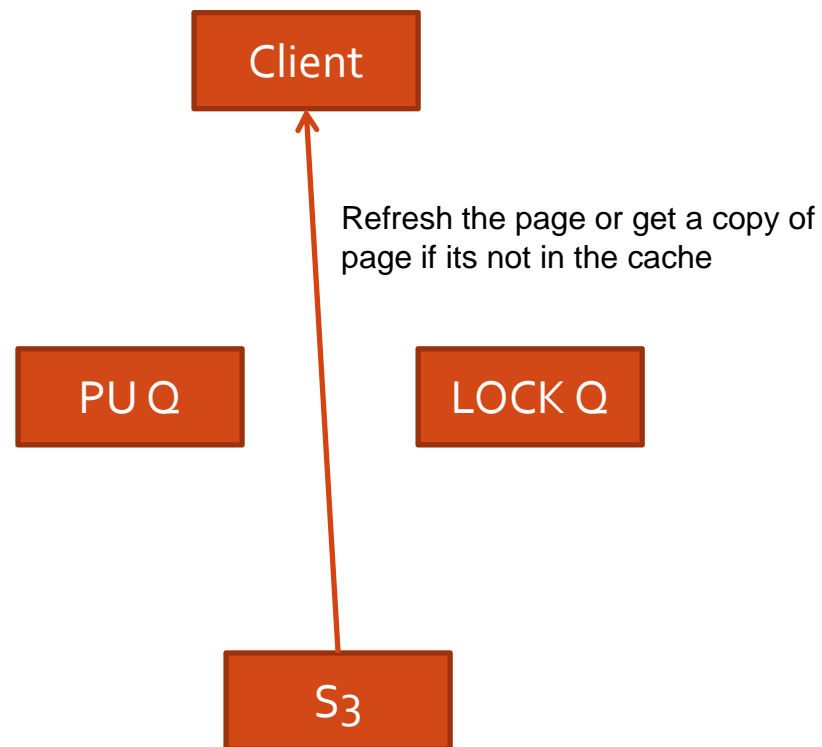 Client
Refresh the page or get a copy of
page if its not in the cache
PU Q
LOCK Q
S3